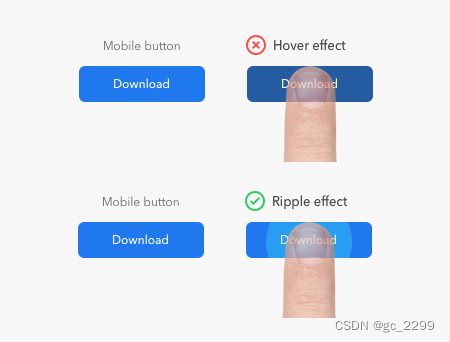 Mobile button
Hover effect
Download
Download
Mobile button
Ripple effect
Download
Download
CSDN @gc_2299